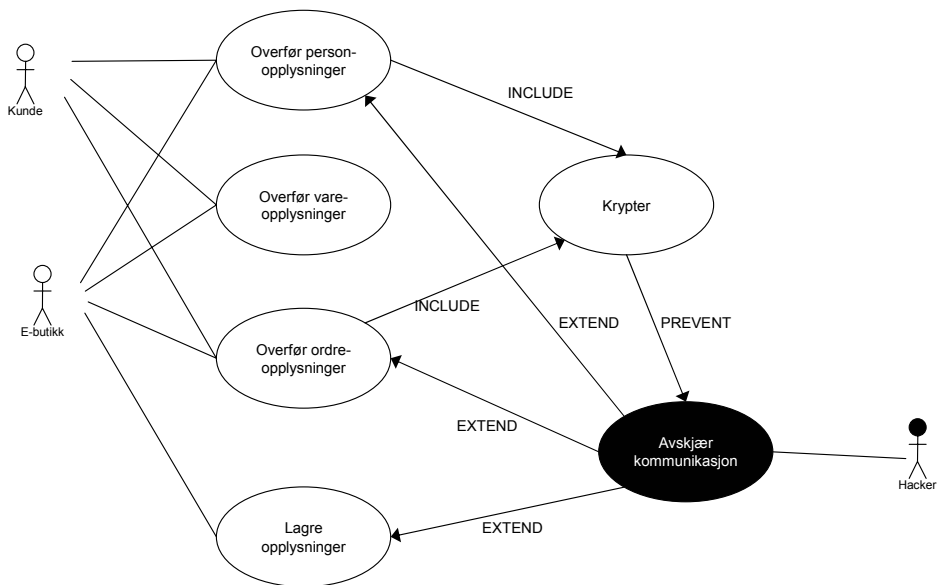 Overfør person-
opplysninger
Kunde
INCLUDE
Overfør vare-
opplysninger
Krypter
E-butikk
INCLUDE
EXTEND
PREVENT
Overfør ordre-
opplysninger
EXTEND
Avskjær
kommunikasjon
Hacker
Lagre
opplysninger
EXTEND